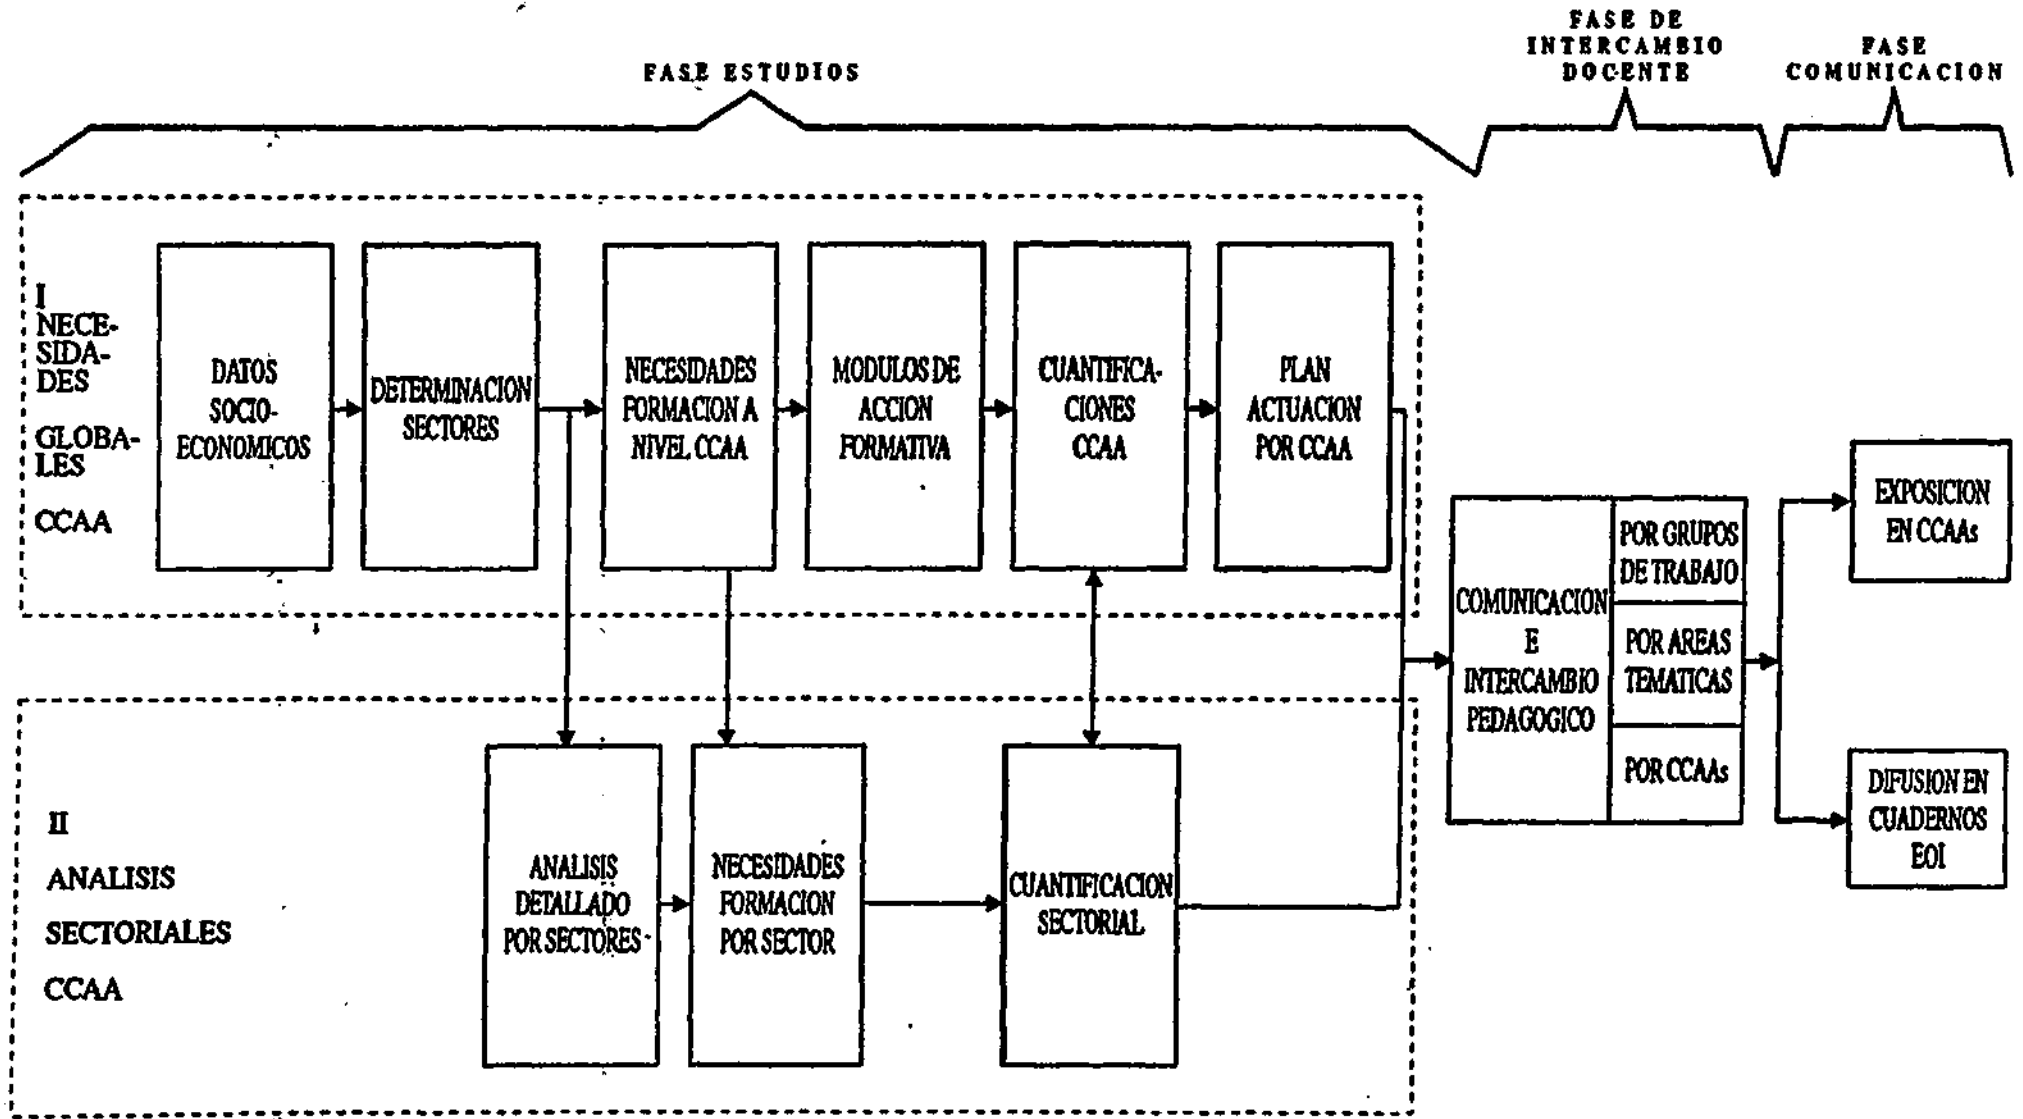 FASE ESTUDIOS
FASE DE
INTERCAMBIO
DOCENTE
FASE
COMUNICACION
I
NECE-
SIDA-
DES
GLOBA-
LES
CCAA
DATOS
SOCIO-
ECONOMICOS
DETERMINACION
SECTORES
NECESIDADES
FORMACION A
NIVEL CCAA
MODULOS DE
ACCION
FORMATIVA
CUANTIFICA-
CIONES
CCAA
PLAN
ACTUACION
POR CCAA
II
ANALISIS
SECTORIALES
CCAA
ANALISIS
DETALLADO
POR SECTORES
NECESIDADES
FORMACION
POR SECTOR
CUANTIFICACION
SECTORIAL
COMUNICACION
E
INTERCAMBIO
PEDAGOGICO
POR GRUPOS
DE TRABAJO
POR AREAS
TEMATICAS
POR CCAAs
EXPOSICION
EN CCAAs
DIFUSION EN
CUADERNOS
EOI